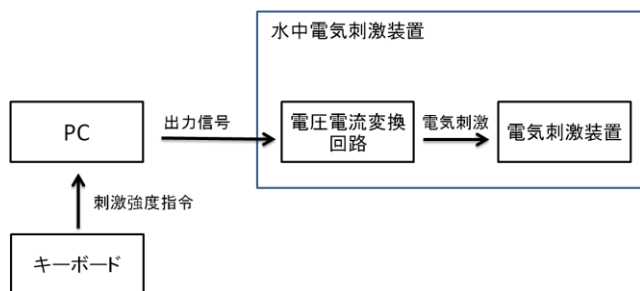 水中電気刺激装置
PC
出力信号
電圧電流変換
回路
電気刺激
電気刺激装置
刺激強度指令
キーボード